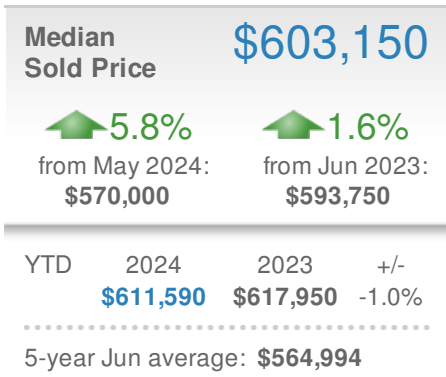 Median
Sold Price
$603,150
5.8%
from May 2024:
$570,000
1.6%
from Jun 2023:
$593,750
YTD 2024 2023 +/-
$611,590 $617,950 -1.0%
5-year Jun average: $564,994